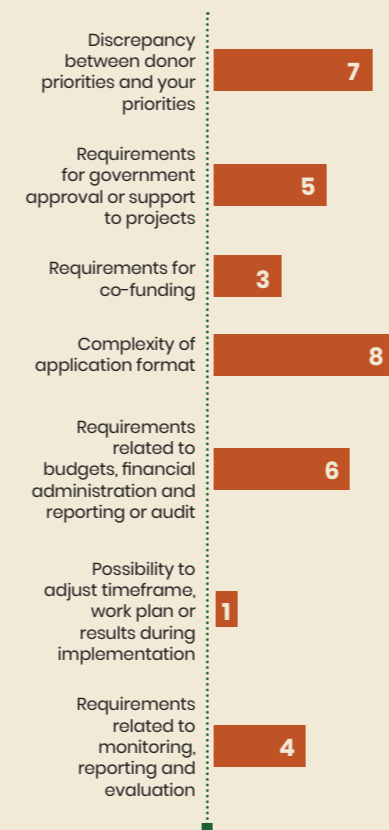 Discrepancy
between donor
priorities and your
priorities
7
Requirements
for government
approval or support
to projects
5
Requirements for
co-funding
3
Complexity of
application format
8
Requirements
related to
budgets, financial
administration and
reporting or audit
6
Possibility to
adjust timeframe,
work plan or
results during
implementation
1
Requirements
related to
monitoring,
reporting and
evaluation
4